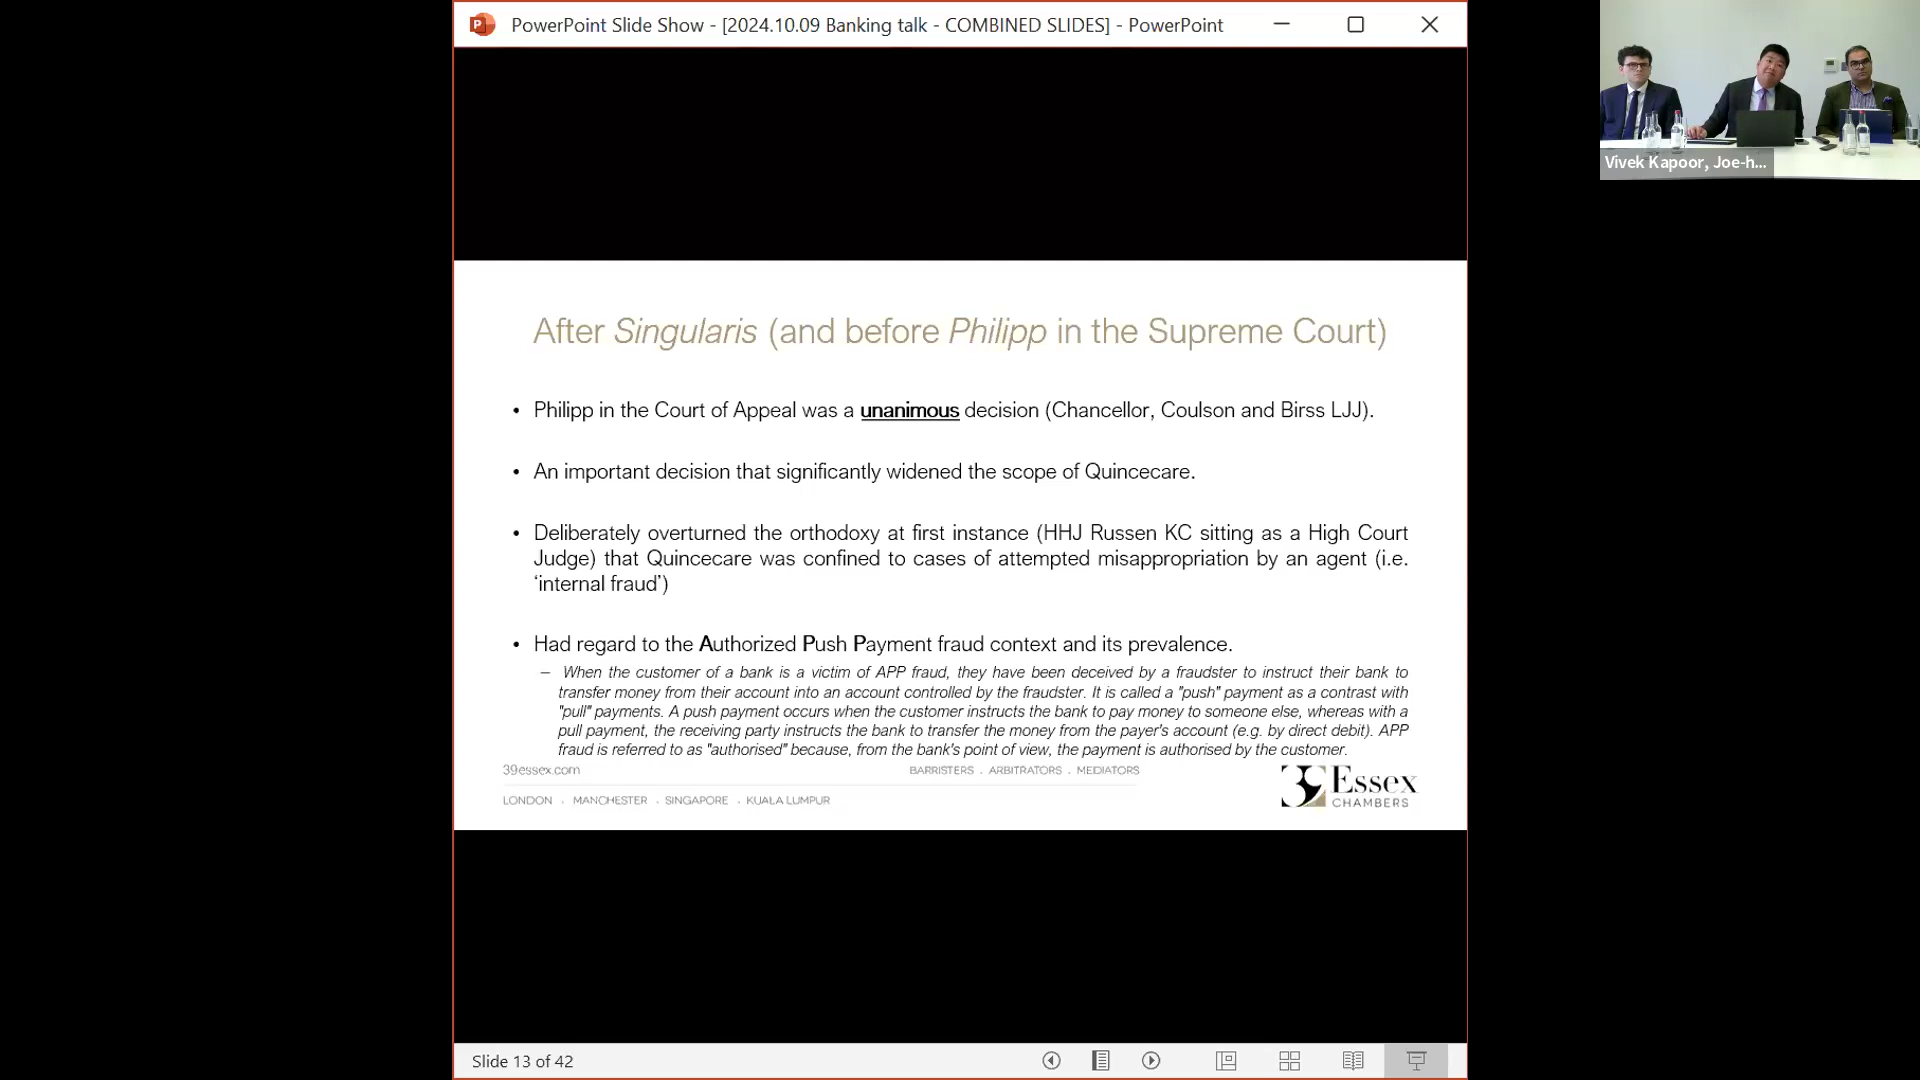 PowerPoint Slide Show - [2024.10.09 Banking talk - COMBINED SLIDES] - PowerPoint
Vivek Kapoor, Joe-h...
After Singularis (and before Philipp in the Supreme Court)
• Philipp in the Court of Appeal was a unanimous decision (Chancellor, Coulson and Birss LJJ).
• An important decision that significantly widened the scope of Quincecare.
• Deliberately overturned the orthodoxy at first instance (HHJ Russen KC sitting as a High Court
Judge) that Quincecare was confined to cases of attempted misappropriation by an agent (i.e.
‘internal fraud’)
• Had regard to the Authorized Push Payment fraud context and its prevalence.
– When the customer of a bank is a victim of APP fraud, they have been deceived by a fraudster to instruct their bank to
transfer money from their account into an account controlled by the fraudster. It is called a "push" payment as a contrast with
"pull" payments. A push payment occurs when the customer instructs the bank to pay money to someone else, whereas with a
pull payment, the receiving party instructs the bank to transfer the money from the payer's account (e.g. by direct debit). APP
fraud is referred to as "authorised" because, from the bank's point of view, the payment is authorised by the customer.
39essex.com
BARRISTERS . ARBITRATORS . MEDIATORS
LONDON . MANCHESTER . SINGAPORE . KUALA LUMPUR
39 Essex
CHAMBERS
Slide 13 of 42